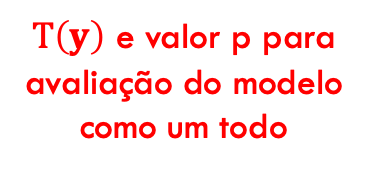 T(y) e valor p para
avaliação do modelo
como um todo